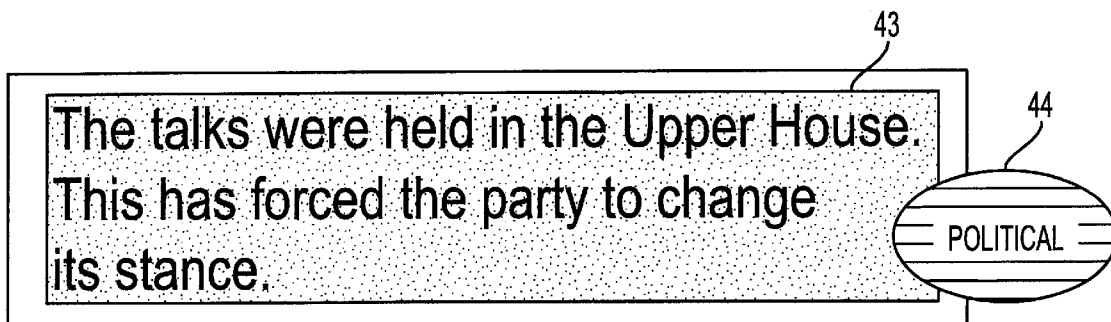 43
The talks were held in the Upper House.
44
This has forced the party to change
POLITICAL
its stance.